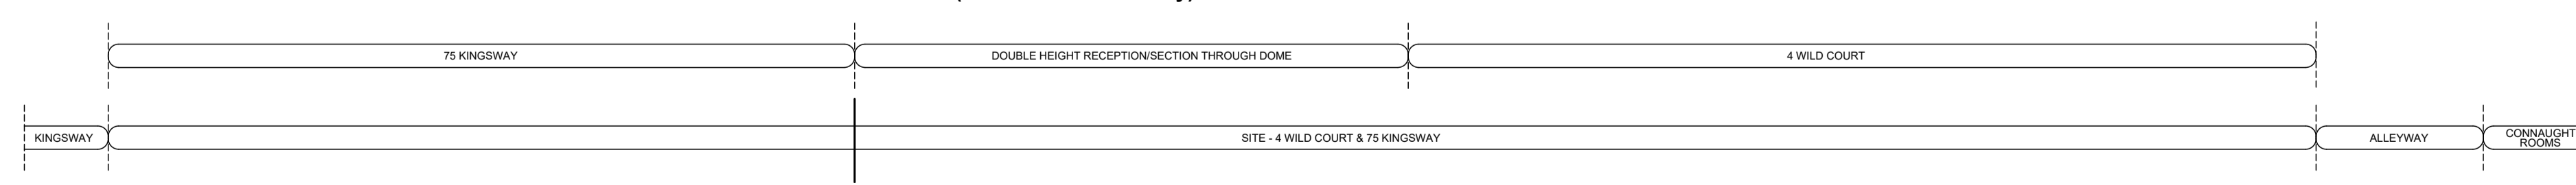 75 KINGSWAY
DOUBLE HEIGHT RECEPTION/SECTION THROUGH DOME
4 WILD COURT
KINGSWAY
SITE - 4 WILD COURT & 75 KINGSWAY
ALLEYWAY
CONNAUGHT
ROOMS